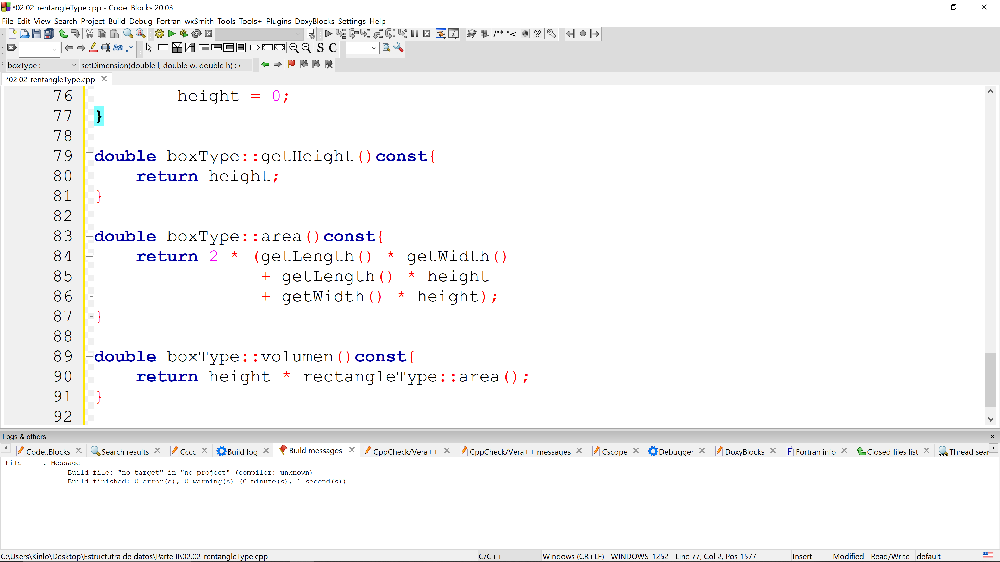 *02.02_rentangleType.cpp - Code::Blocks 20.03
File Edit View Search Project Build Debug Fortran wxSmith Tools Tools+ Plugins DoxyBlocks Settings Help
/** *<
Aa .* S C
boxType:: setDimension(double l, double w, double h) :
*02.02_rentangleType.cpp
76 height = 0;
77 }
78
79 double boxType::getHeight()const{
80 return height;
81 }
82
83 double boxType::area()const{
84 return 2 * (getLength() * getWidth()
85 + getLength() * height
86 + getWidth() * height);
87 }
88
89 double boxType::volumen()const{
90 return height * rectangleType::area();
91 }
92
Logs & others
Code::Blocks Search results Cccc Build log Build messages CppCheck/Vera++ CppCheck/Vera++ messages Cscope Debugger DoxyBlocks Fortran info Closed files list Thread sear
File L. Message
=== Build file: "no target" in "no project" (compiler: unknown) ===
=== Build finished: 0 error(s), 0 warning(s) (0 minute(s), 1 second(s)) ===
C:\Users\Kinlo\Desktop\Estructutra de datos\Parte II\02.02_rentangleType.cpp C/C++ Windows (CR+LF) WINDOWS-1252 Line 77, Col 2, Pos 1577 Insert Modified Read/Write default